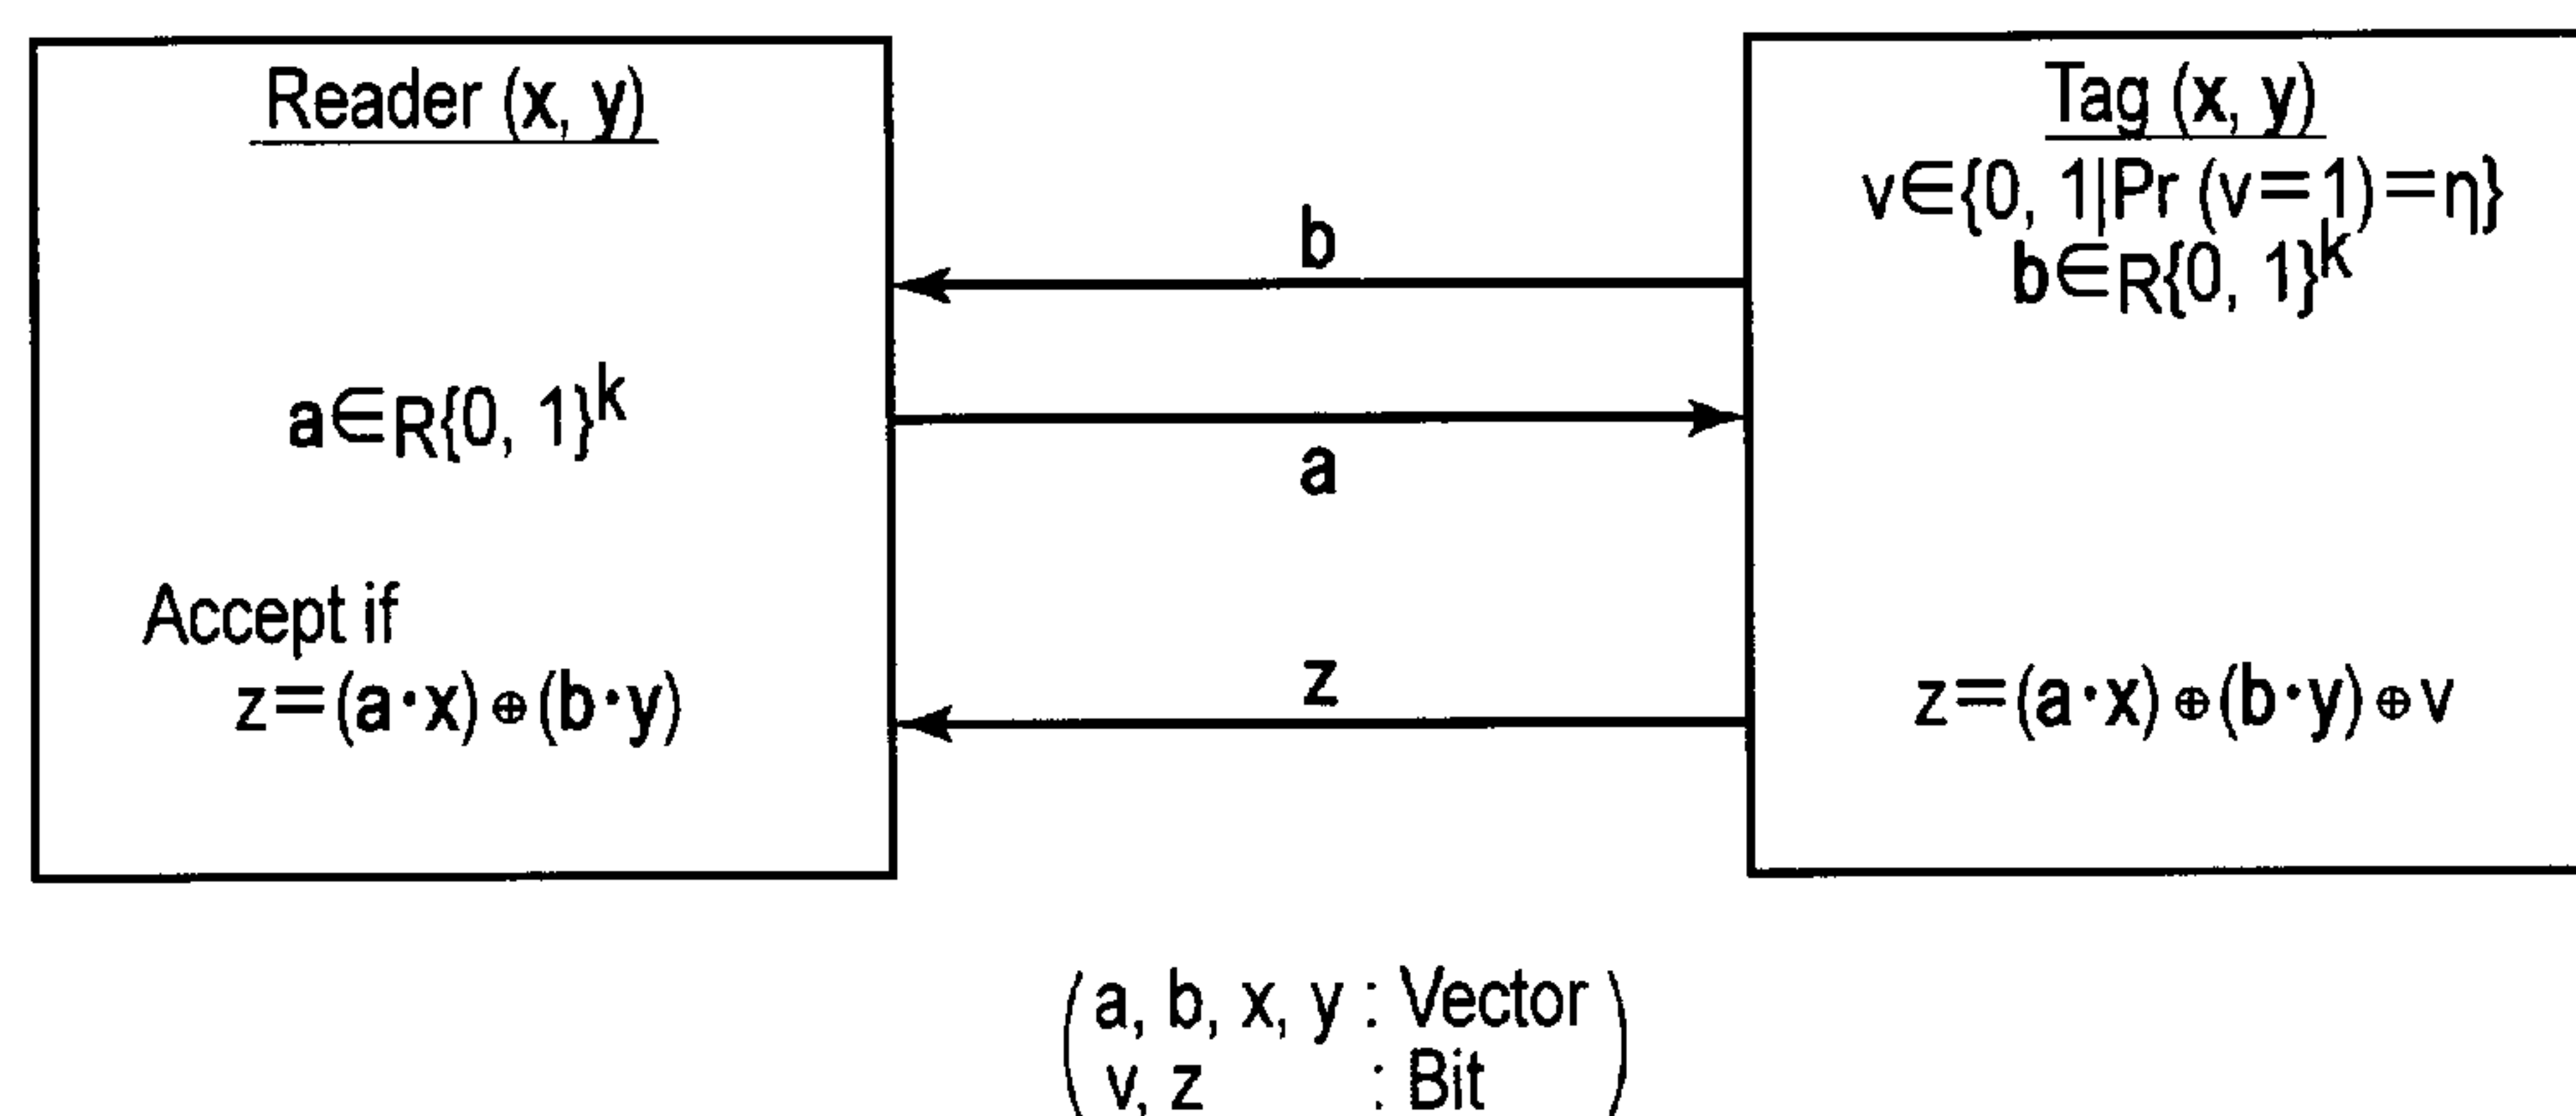 Reader (x, y)
a∈R{0, 1}^k
Accept if
z=(a·x)⊕(b·y)
b
a
z
Tag (x, y)
v∈{0, 1|Pr (v=1)=η}
b∈R{0, 1}^k
z=(a·x)⊕(b·y)⊕v
(a, b, x, y : Vector
v, z : Bit)